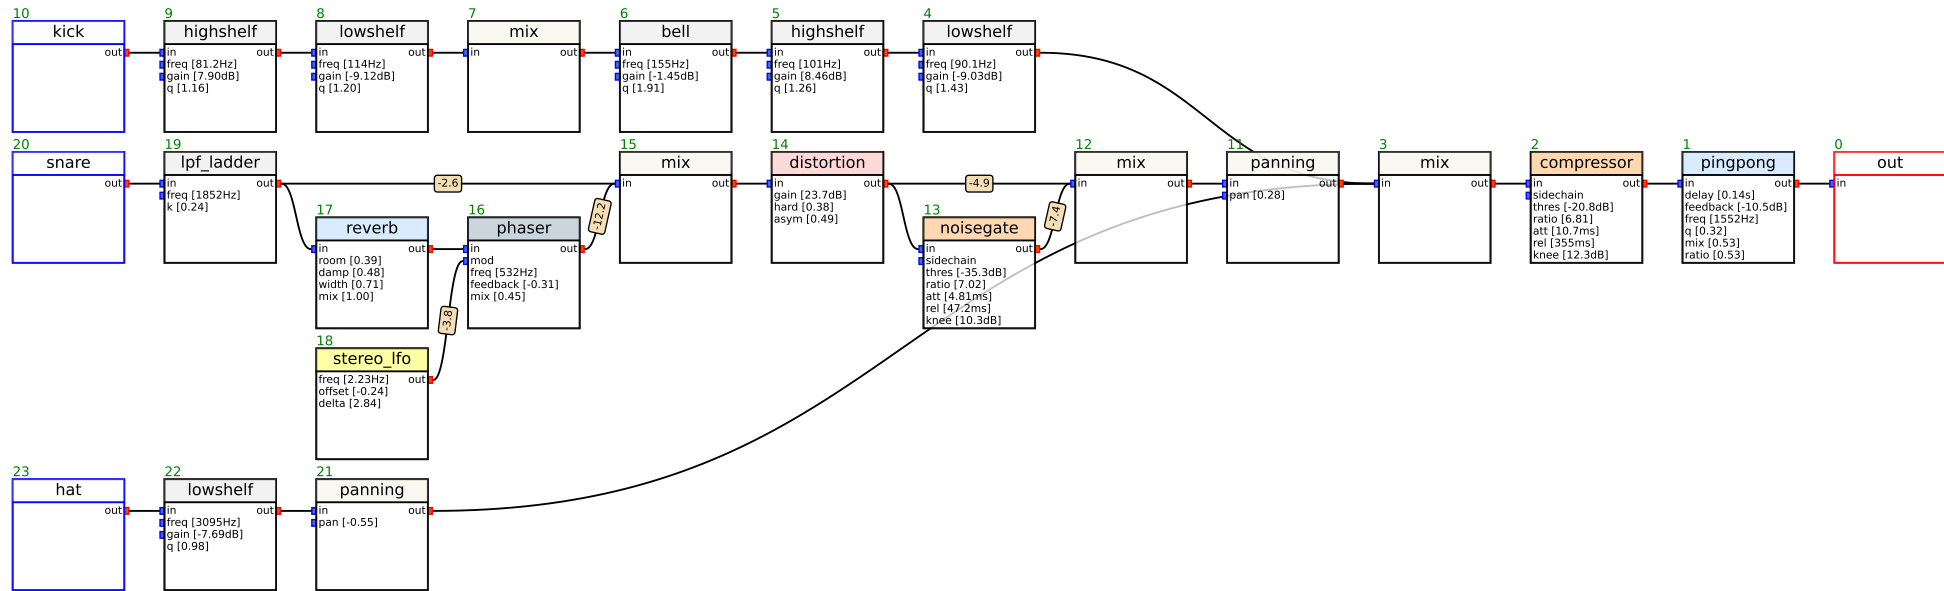 10
kick
out
9
highshelf
in out
freq [81.2Hz]
gain [7.90dB]
q [1.16]
8
lowshelf
in out
freq [114Hz]
gain [-9.12dB]
q [1.20]
7
mix
in out
6
bell
in out
freq [155Hz]
gain [-1.45dB]
q [1.91]
5
highshelf
in out
freq [101Hz]
gain [8.46dB]
q [1.26]
4
lowshelf
in out
freq [90.1Hz]
gain [-9.03dB]
q [1.43]
20
snare
out
19
lpf_ladder
in out
freq [1852Hz]
k [0.24]
-2.6
17
reverb
in out
room [0.39]
damp [0.48]
width [0.71]
mix [1.00]
16
phaser
in out
mod
freq [532Hz]
feedback [-0.31]
mix [0.45]
-12.2
18
stereo_lfo
freq [2.23Hz] out
offset [-0.24]
delta [2.84]
-3.8
15
mix
in out
14
distortion
in out
gain [23.7dB]
hard [0.38]
asym [0.49]
-4.9
13
noisegate
in out
sidechain
thres [-35.3dB]
ratio [7.02]
att [4.81ms]
rel [47.2ms]
knee [10.3dB]
-7.4
12
mix
in out
11
panning
in out
pan [0.28]
3
mix
in out
2
compressor
in out
sidechain
thres [-20.8dB]
ratio [6.81]
att [10.7ms]
rel [355ms]
knee [12.3dB]
1
pingpong
in out
delay [0.14s]
feedback [-10.5dB]
freq [1552Hz]
q [0.32]
mix [0.53]
ratio [0.53]
0
out
in
23
hat
out
22
lowshelf
in out
freq [3095Hz]
gain [-7.69dB]
q [0.98]
21
panning
in out
pan [-0.55]